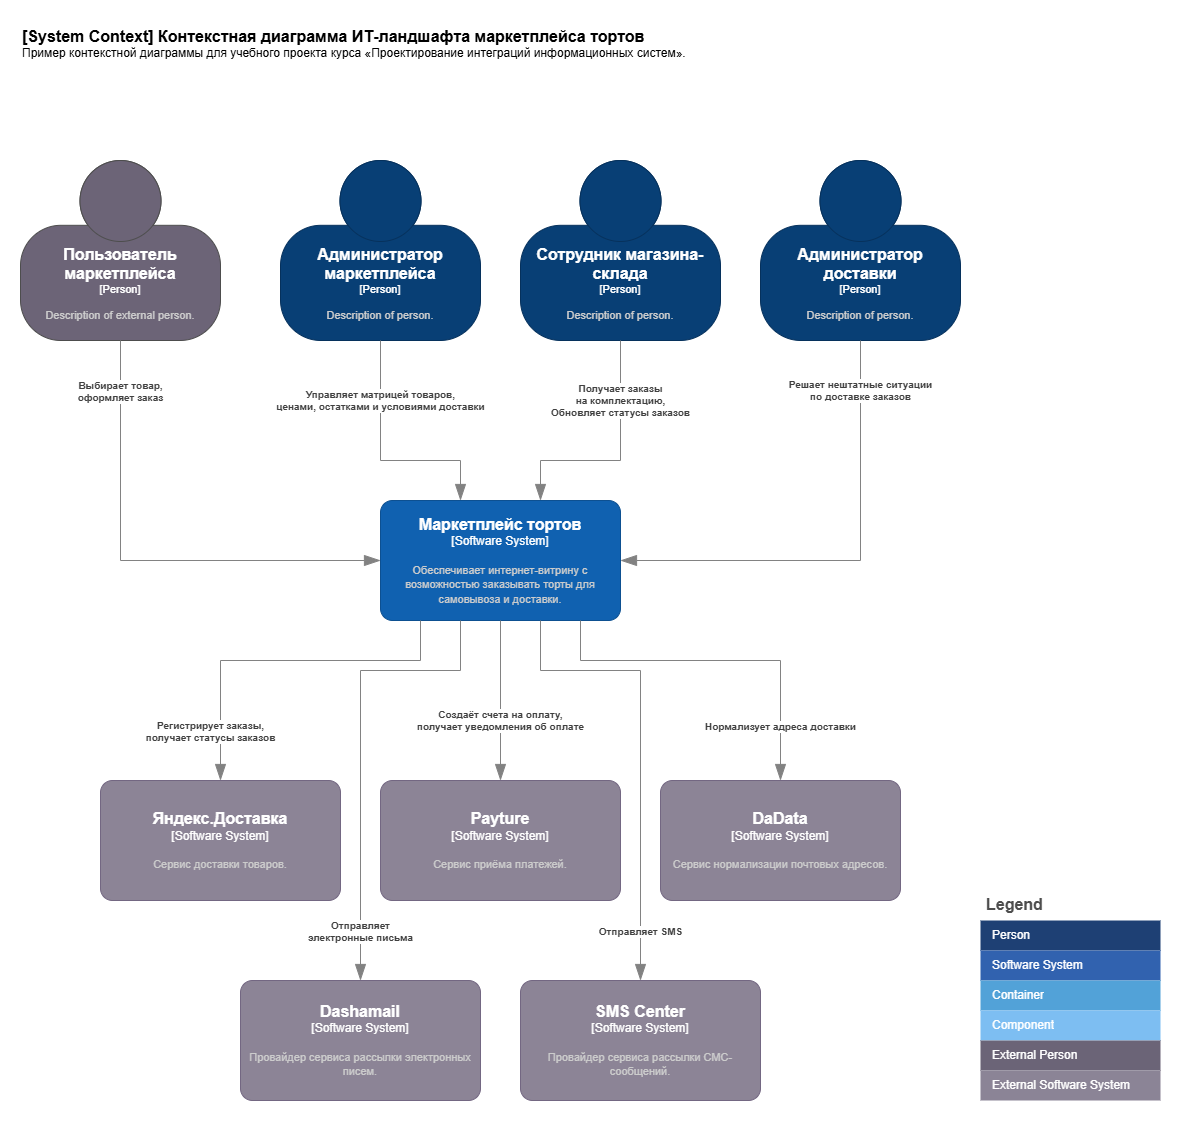 [System Context] Контекстная диаграмма ИТ-ландшафта маркетплейса тортов
Пример контекстной диаграммы для учебного проекта курса «Проектирование интеграций информационных систем».
Пользователь
маркетплейса
[Person]
Description of external person.
Администратор
маркетплейса
[Person]
Description of person.
Сотрудник магазина-
склада
[Person]
Description of person.
Администратор
доставки
[Person]
Description of person.
Выбирает товар,
оформляет заказ
Управляет матрицей товаров,
ценами, остатками и условиями доставки
Получает заказы
на комплектацию,
Обновляет статусы заказов
Решает нештатные ситуации
по доставке заказов
Маркетплейс тортов
[Software System]
Обеспечивает интернет-витрину с
возможностью заказывать торты для
самовывоза и доставки.
Регистрирует заказы,
получает статусы заказов
Создаёт счета на оплату,
получает уведомления об оплате
Нормализует адреса доставки
Яндекс.Доставка
[Software System]
Сервис доставки товаров.
Payture
[Software System]
Сервис приёма платежей.
DaData
[Software System]
Сервис нормализации почтовых адресов.
Отправляет
электронные письма
Отправляет SMS
Dashamail
[Software System]
Провайдер сервиса рассылки электронных
писем.
SMS Center
[Software System]
Провайдер сервиса рассылки СМС-
сообщений.
Legend
Person
Software System
Container
Component
External Person
External Software System